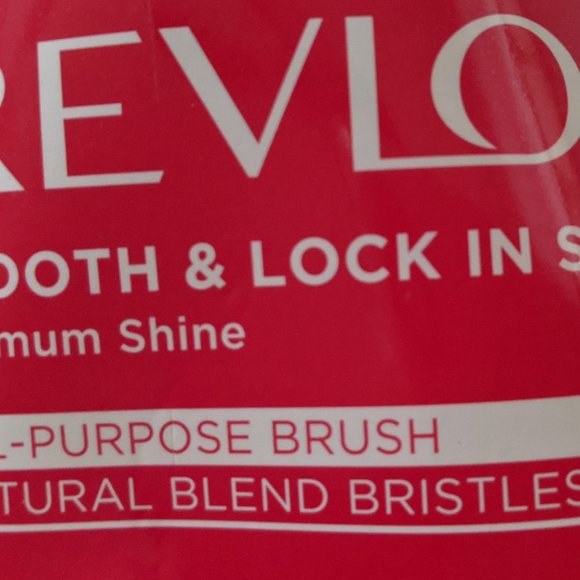 REVLO
OOTH & LOCK IN S
mum Shine
L-PURPOSE BRUSH
TURAL BLEND BRISTLES